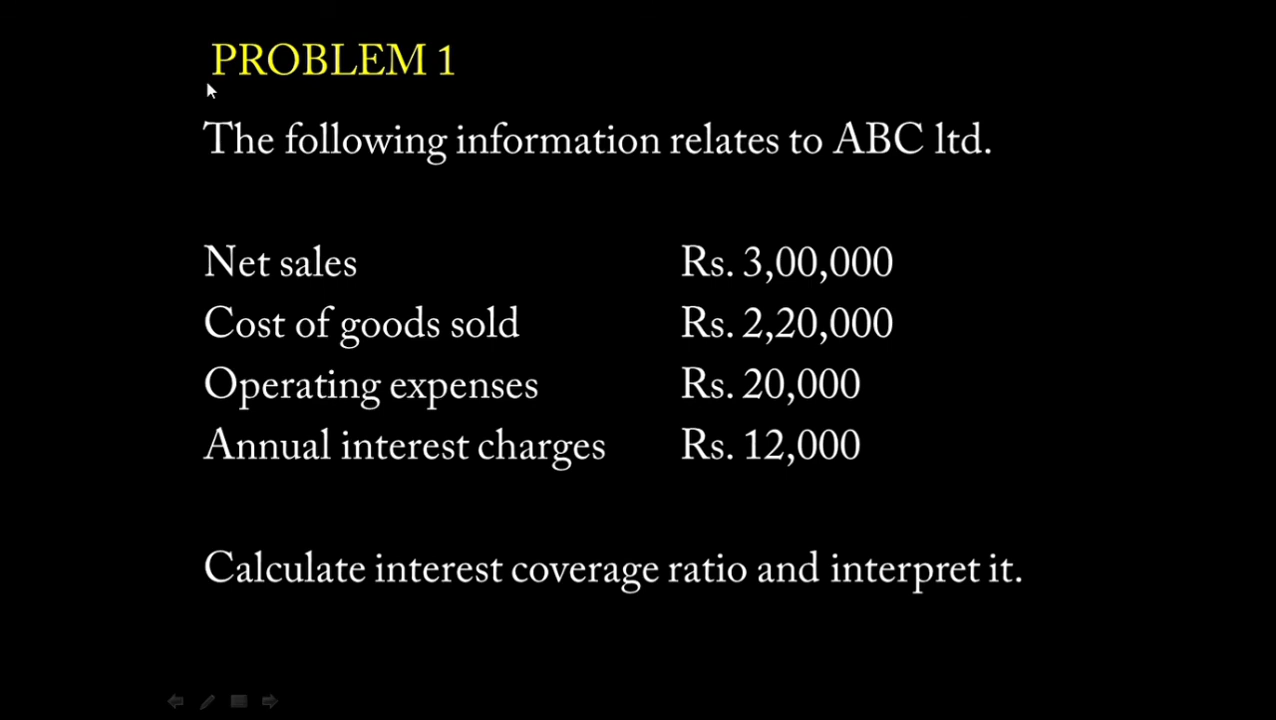 PROBLEM 1
The following information relates to ABC ltd.
Net sales Rs. 3,00,000
Cost of goods sold Rs. 2,20,000
Operating expenses Rs. 20,000
Annual interest charges Rs. 12,000
Calculate interest coverage ratio and interpret it.